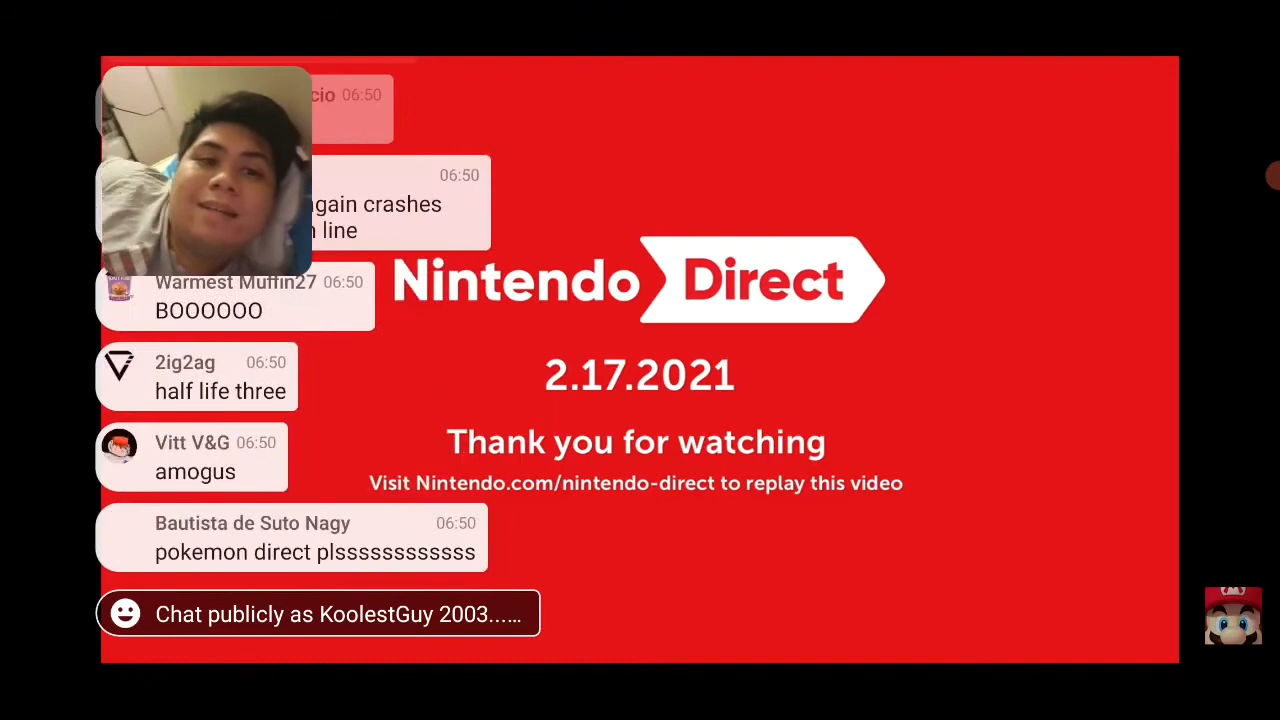 cio 06:50
06:50
again crashes
line
Warmest Muffin27 06:50
BOOOOOO
2ig2ag 06:50
half life three
Vitt V&G 06:50
amogus
Bautista de Suto Nagy 06:50
pokemon direct plssssssssssss
Chat publicly as KoolestGuy 2003...…
Nintendo Direct
2.17.2021
Thank you for watching
Visit Nintendo.com/nintendo-direct to replay this video
M